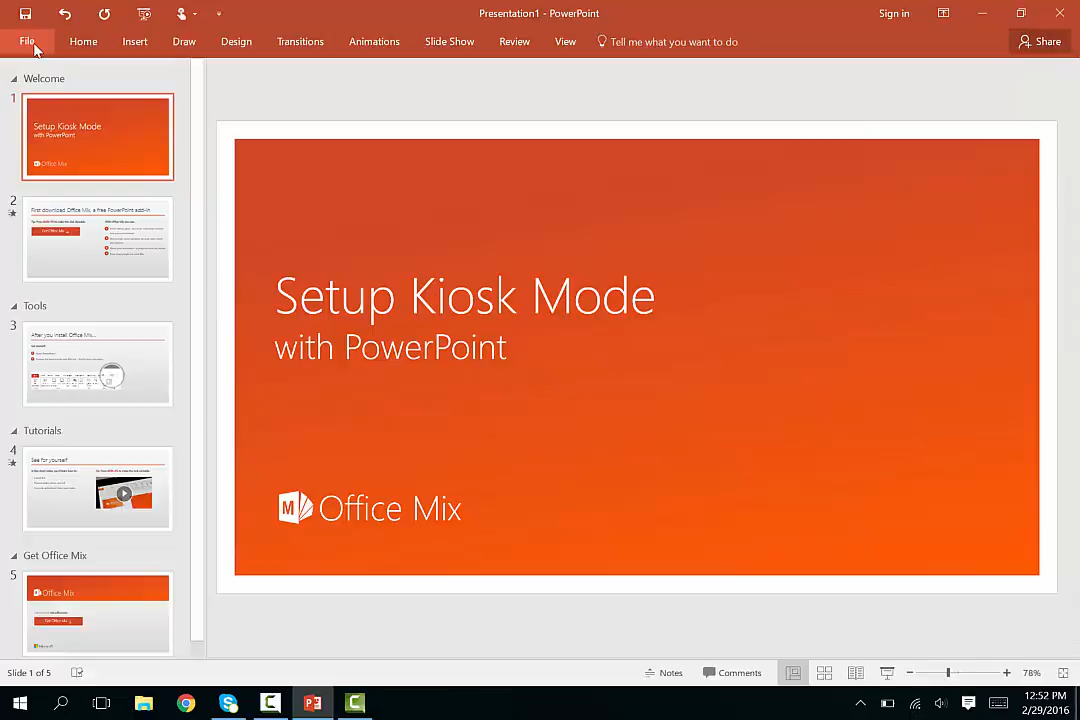 Presentation1 - PowerPoint
Sign in
File
Home
Insert
Draw
Design
Transitions
Animations
Slide Show
Review
View
Tell me what you want to do
Share
Welcome
1
Setup Kiosk Mode
with PowerPoint
Office Mix
2
First download Office Mix, a free PowerPoint add-in
Tools
3
After you install Office Mix...
Tutorials
4
See for yourself
Get Office Mix
5
Office Mix
Setup Kiosk Mode
with PowerPoint
M
Office Mix
Slide 1 of 5
Notes
Comments
78%
12:52 PM
2/29/2016